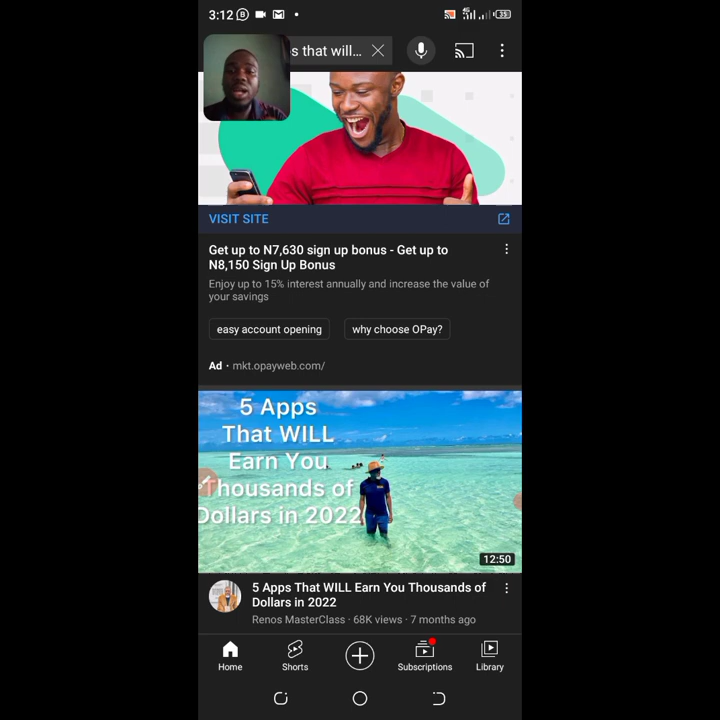 3:12
35
s that will...
VISIT SITE
Get up to N7,630 sign up bonus - Get up to
N8,150 Sign Up Bonus
Enjoy up to 15% interest annually and increase the value of
your savings
easy account opening
why choose OPay?
Ad · mkt.opayweb.com/
5 Apps
That WILL
Earn You
Thousands of
Dollars in 2022
12:50
5 Apps That WILL Earn You Thousands of
Dollars in 2022
Renos MasterClass · 68K views · 7 months ago
Home
Shorts
Subscriptions
Library